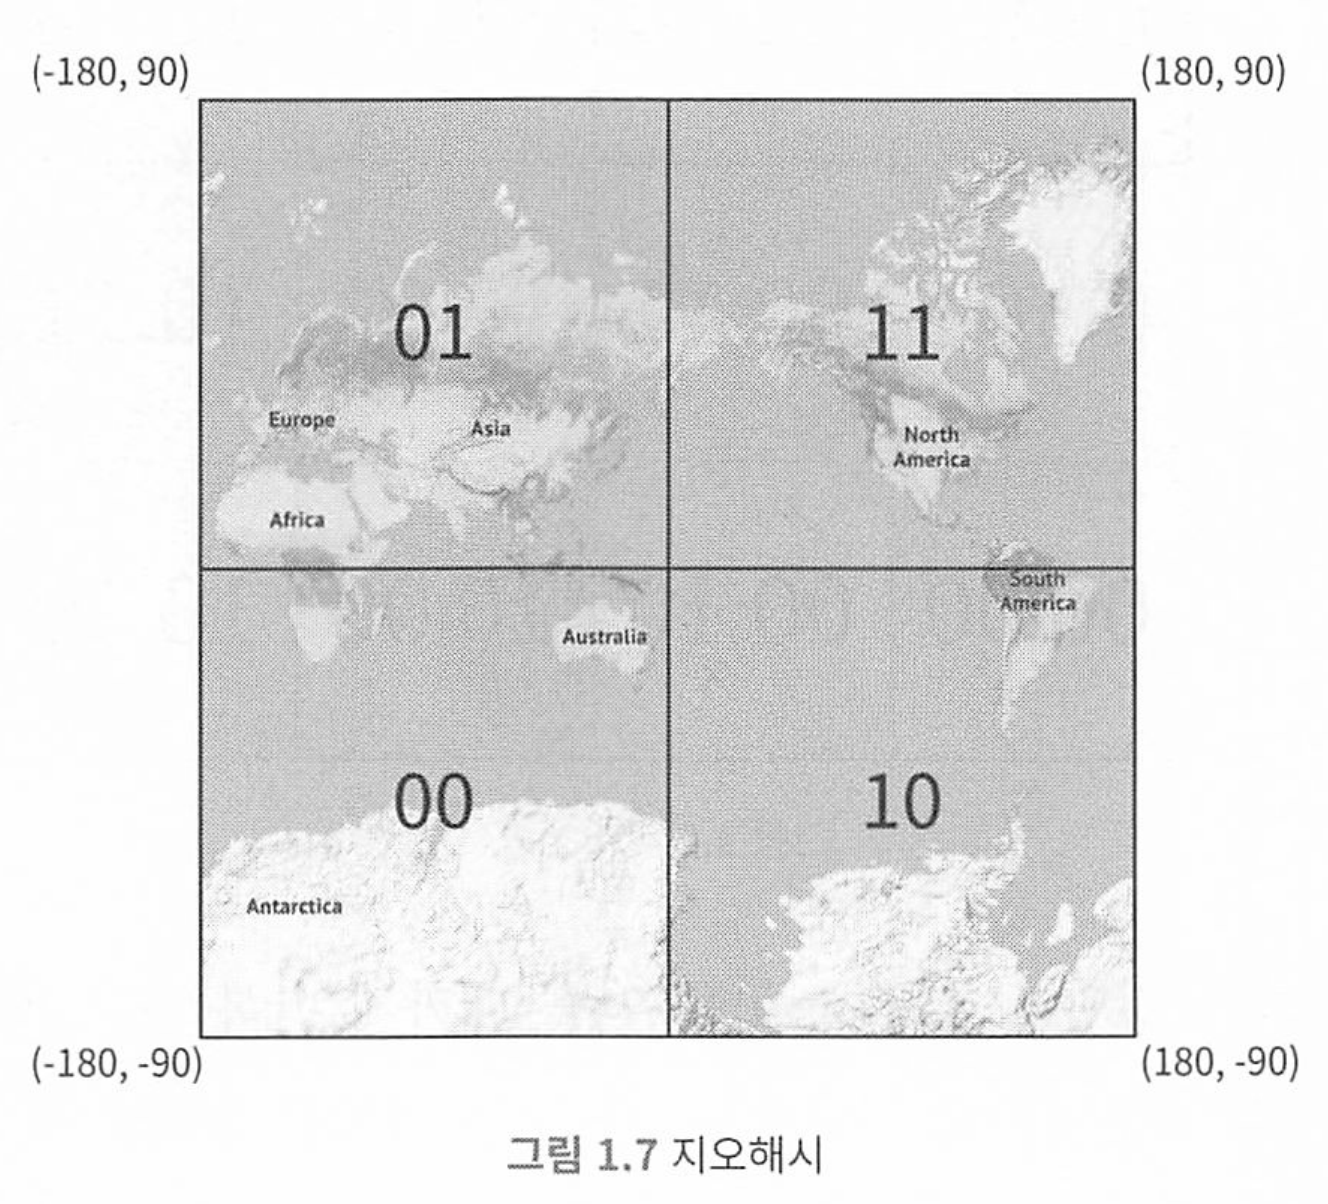 (-180, 90)
(180, 90)
01
11
Europe
Asia
North
America
Africa
South
America
Australia
00
10
Antarctica
(-180, -90)
(180, -90)
그림 1.7 지오해시